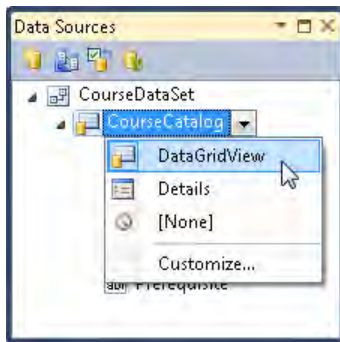 Data Sources
CourseDataSet
CourseCatalog
DataGridView
Details
[None]
Customize...
Prerequisite